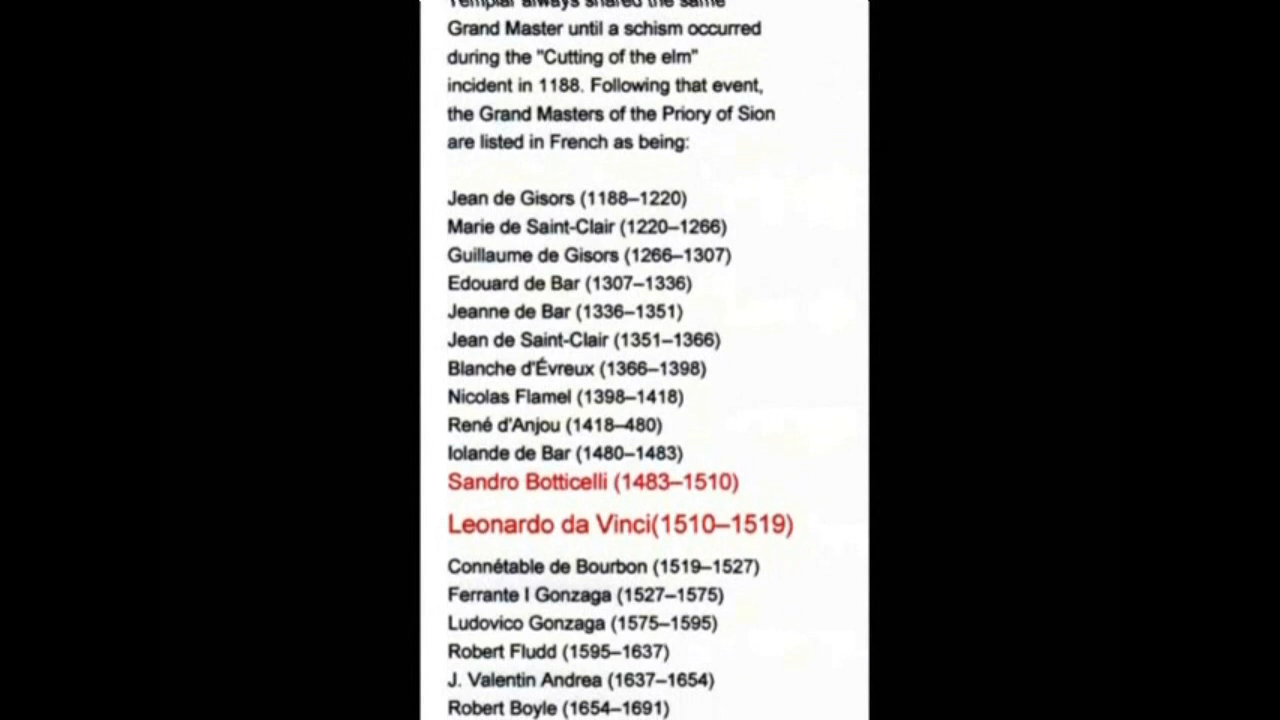 Templar always shared the same
Grand Master until a schism occurred
during the "Cutting of the elm"
incident in 1188. Following that event,
the Grand Masters of the Priory of Sion
are listed in French as being:
Jean de Gisors (1188–1220)
Marie de Saint-Clair (1220–1266)
Guillaume de Gisors (1266–1307)
Edouard de Bar (1307–1336)
Jeanne de Bar (1336–1351)
Jean de Saint-Clair (1351–1366)
Blanche d'Évreux (1366–1398)
Nicolas Flamel (1398–1418)
René d'Anjou (1418–480)
Iolande de Bar (1480–1483)
Sandro Botticelli (1483–1510)
Leonardo da Vinci(1510–1519)
Connétable de Bourbon (1519–1527)
Ferrante I Gonzaga (1527–1575)
Ludovico Gonzaga (1575–1595)
Robert Fludd (1595–1637)
J. Valentin Andrea (1637–1654)
Robert Boyle (1654–1691)